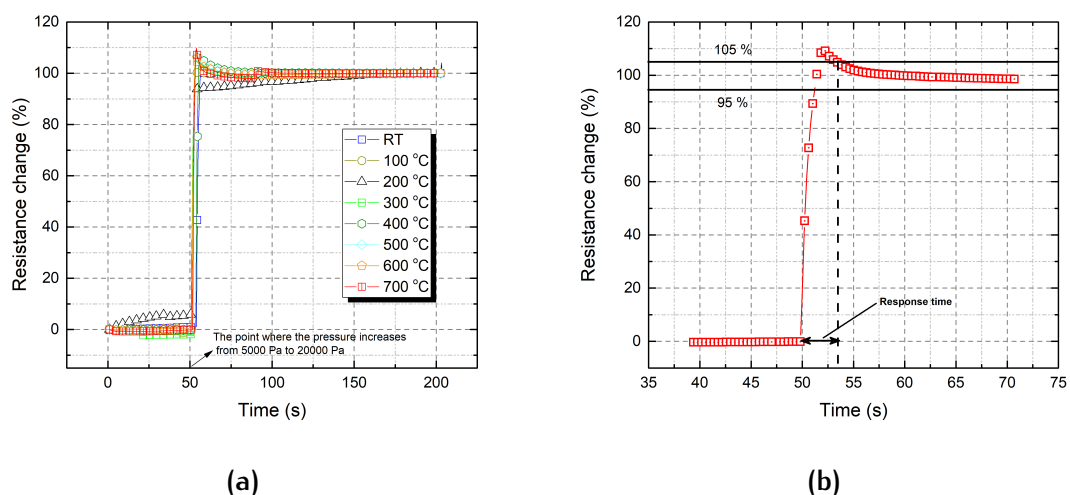 120
100
80
60
40
20
0
Resistance change (%)
RT
100 °C
200 °C
300 °C
400 °C
500 °C
600 °C
700 °C
The point where the pressure increases
from 5000 Pa to 20000 Pa
0
50
100
150
200
Time (s)
(a)
120
100
80
60
40
20
0
Resistance change (%)
105 %
95 %
Response time
35
40
45
50
55
60
65
70
75
Time (s)
(b)